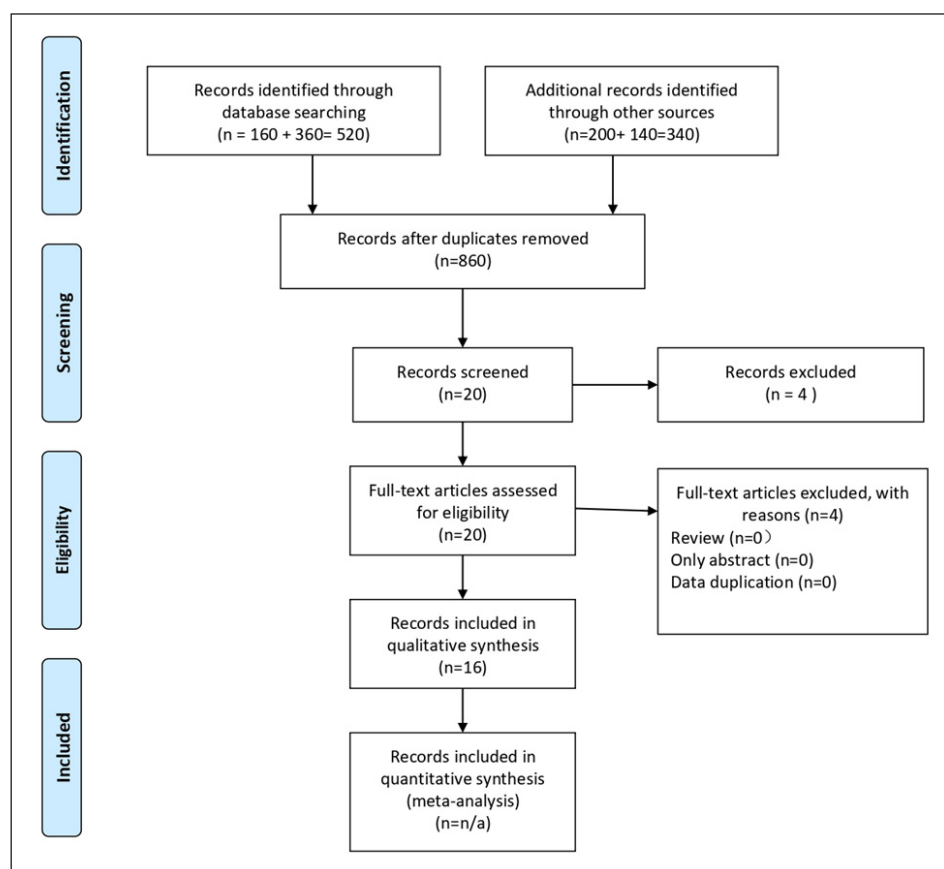 Identification
Records identified through
database searching
(n = 160 + 360= 520)
Additional records identified
through other sources
(n=200+ 140=340)
Records after duplicates removed
(n=860)
Screening
Records screened
(n=20)
Records excluded
(n = 4 )
Eligibility
Full-text articles assessed
for eligibility
(n=20)
Full-text articles excluded, with
reasons (n=4)
Review (n=0）
Only abstract (n=0)
Data duplication (n=0)
Records included in
qualitative synthesis
(n=16)
Included
Records included in
quantitative synthesis
(meta-analysis)
(n=n/a)